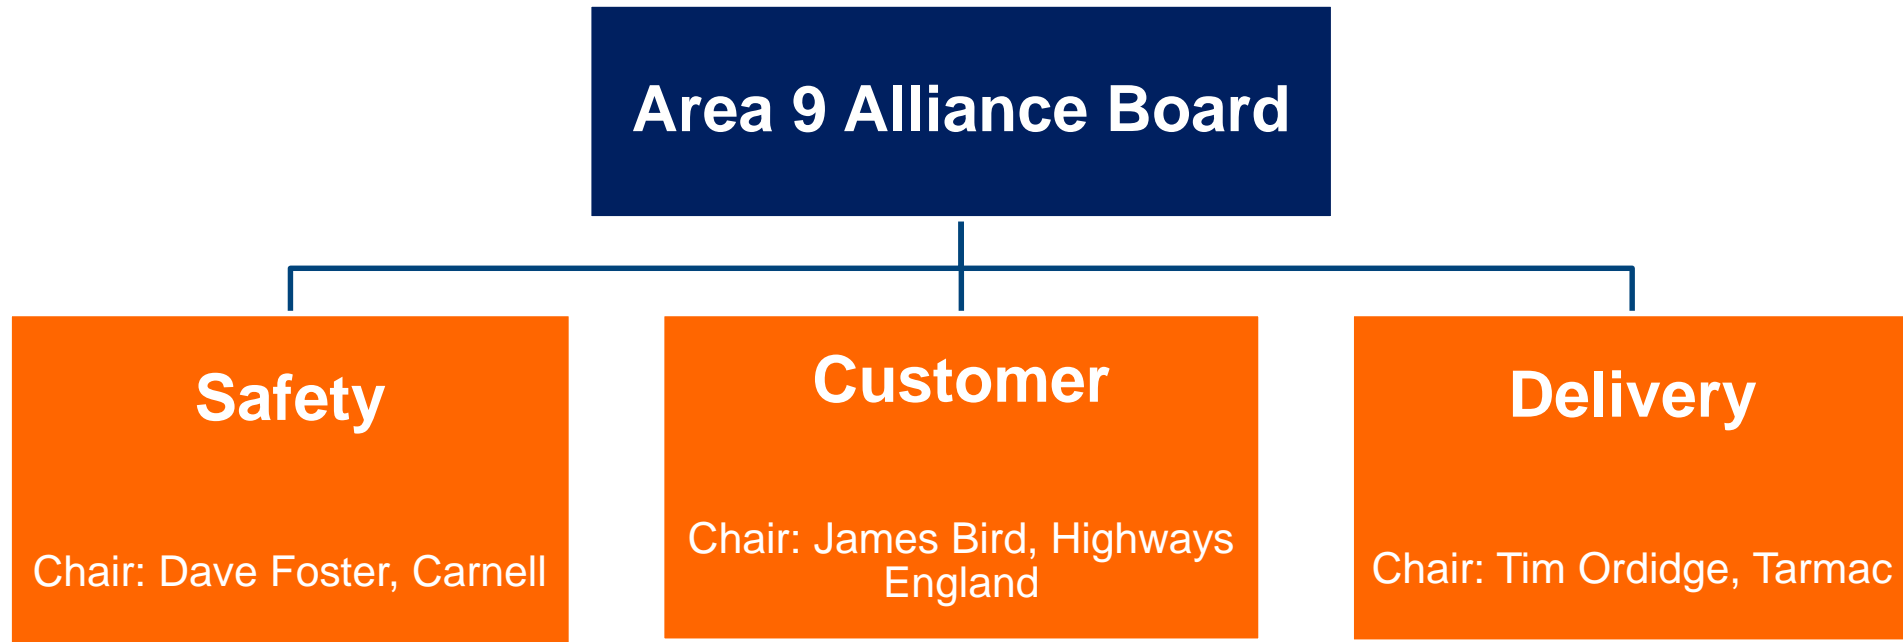 Area 9 Alliance Board
Safety
Chair: Dave Foster, Carnell
Customer
Chair: James Bird, Highways
England
Delivery
Chair: Tim Ordidge, Tarmac